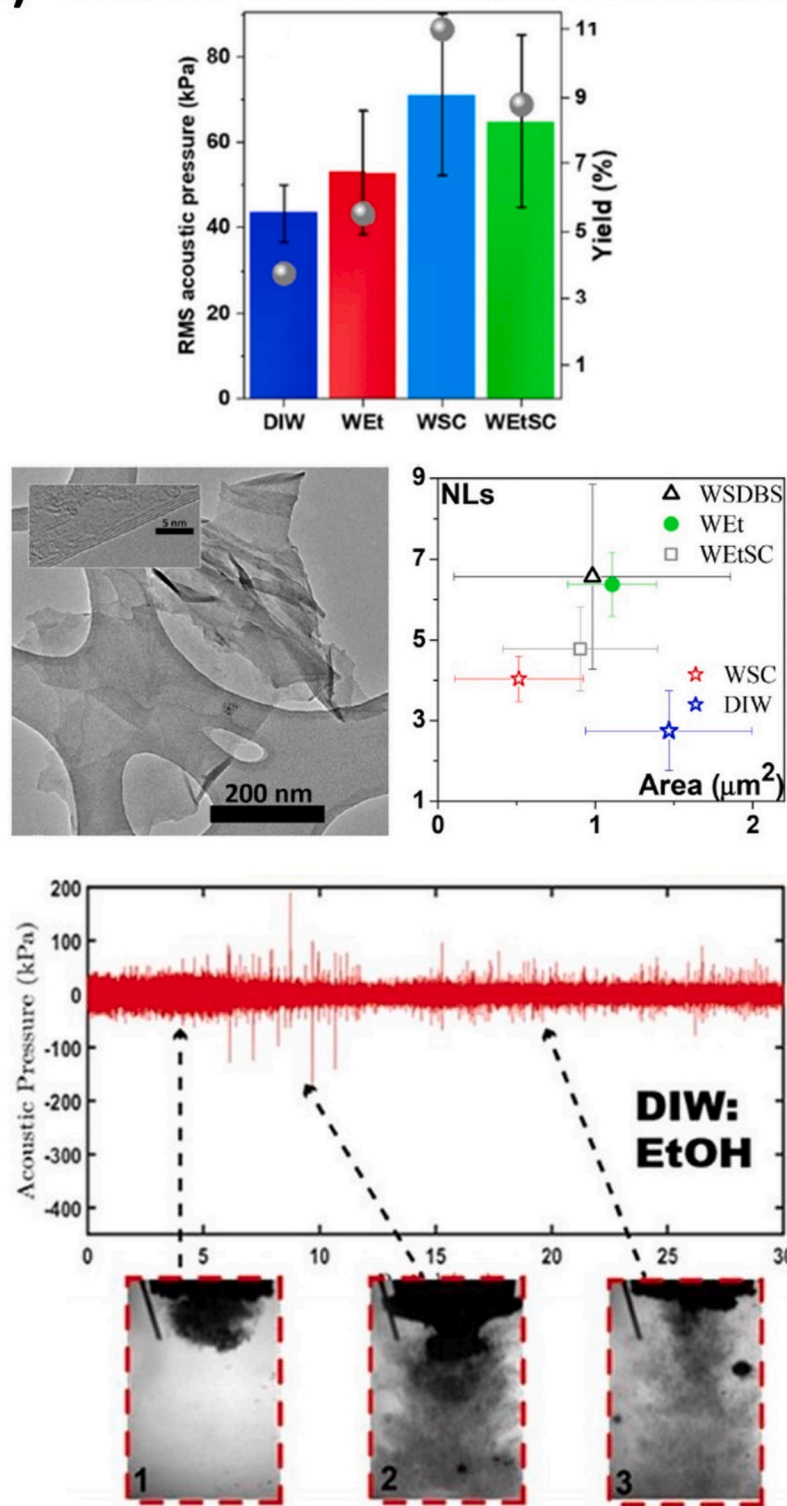 )
RMS acoustic pressure (kPa)
80
60
40
20
0
11
9
7
5
3
1
Yield (%)
DIW WEt WSC WEtSC
5 nm
200 nm
NLs
9
7
5
3
1
WSDBS
WEt
WEtSC
WSC
DIW
Area (μm²)
0 1 2
Acoustic Pressure (kPa)
200
100
0
-100
-200
-300
-400
DIW:
EtOH
0 5 10 15 20 25 30
1 2 3